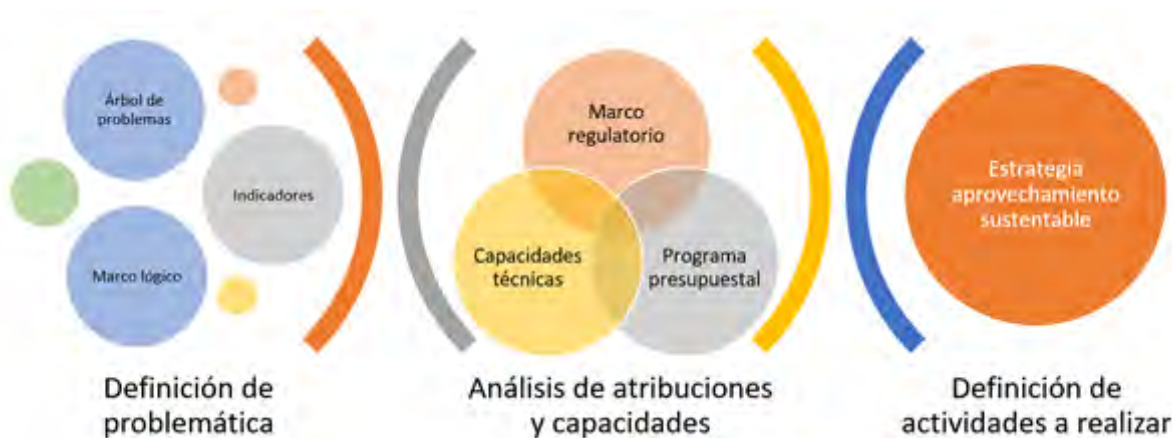 Árbol de
problemas
Indicadores
Marco lógico
Definición de
problemática
Marco
regulatorio
Capacidades
técnicas
Programa
presupuestal
Análisis de atribuciones
y capacidades
Estrategia
aprovechamiento
sustentable
Definición de
actividades a realizar